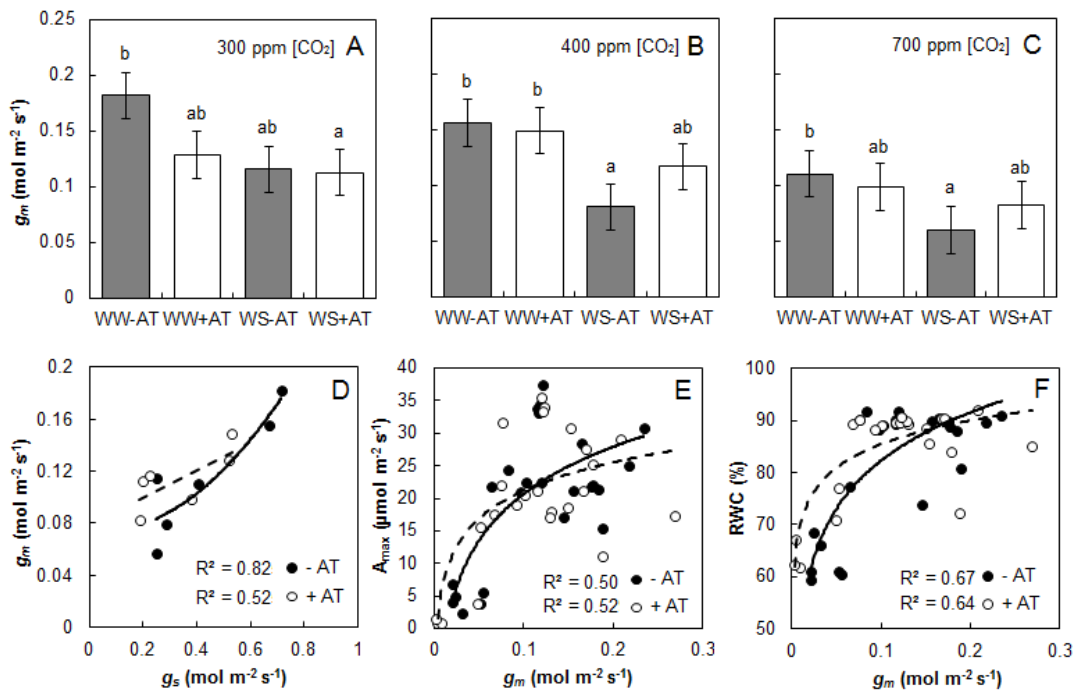 300 ppm [CO₂] A
400 ppm [CO₂] B
700 ppm [CO₂] C
gₘ (mol m⁻² s⁻¹)
0.25
0.2
0.15
0.1
0.05
0
b
ab
ab
a
b
b
a
ab
b
ab
a
ab
WW-AT WW+AT WS-AT WS+AT
WW-AT WW+AT WS-AT WS+AT
WW-AT WW+AT WS-AT WS+AT
D
gₘ (mol m⁻² s⁻¹)
0.2
0.16
0.12
0.08
0.04
0
R² = 0.82 - AT
R² = 0.52 + AT
0 0.2 0.4 0.6 0.8 1
gₛ (mol m⁻² s⁻¹)
E
Aₘₐₓ (µmol m⁻² s⁻¹)
40
35
30
25
20
15
10
5
0
R² = 0.50 - AT
R² = 0.52 + AT
0 0.1 0.2 0.3
gₘ (mol m⁻² s⁻¹)
F
RWC (%)
100
90
80
70
60
50
R² = 0.67 - AT
R² = 0.64 + AT
0 0.1 0.2 0.3
gₘ (mol m⁻² s⁻¹)